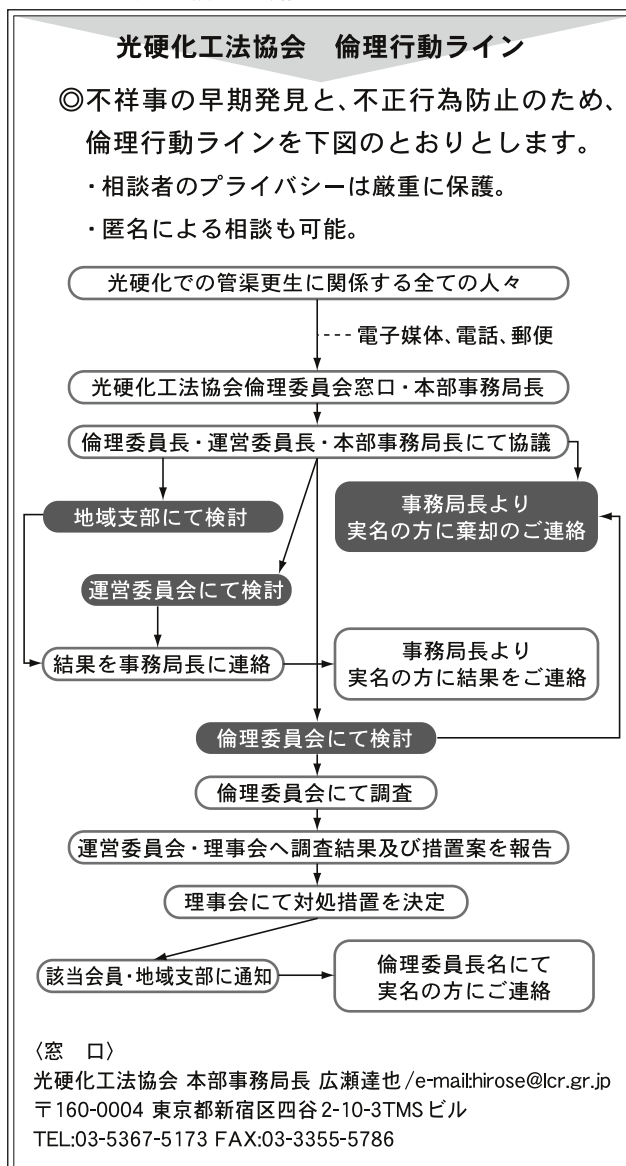 光硬化工法協会　倫理行動ライン
◎不祥事の早期発見と、不正行為防止のため、
倫理行動ラインを下図のとおりとします。
・相談者のプライバシーは厳重に保護。
・匿名による相談も可能。
光硬化での管渠更生に関係する全ての人々
電子媒体、電話、郵便
光硬化工法協会倫理委員会窓口・本部事務局長
倫理委員長・運営委員長・本部事務局長にて協議
地域支部にて検討
事務局長より
実名の方に棄却のご連絡
運営委員会にて検討
結果を事務局長に連絡
事務局長より
実名の方に結果をご連絡
倫理委員会にて検討
倫理委員会にて調査
運営委員会・理事会へ調査結果及び措置案を報告
理事会にて対処措置を決定
該当会員・地域支部に通知
倫理委員長名にて
実名の方にご連絡
〈窓　口〉
光硬化工法協会 本部事務局長 広瀬達也/e-mail:hirose@lcr.gr.jp
〒160-0004 東京都新宿区四谷2-10-3TMSビル
TEL:03-5367-5173 FAX:03-3355-5786